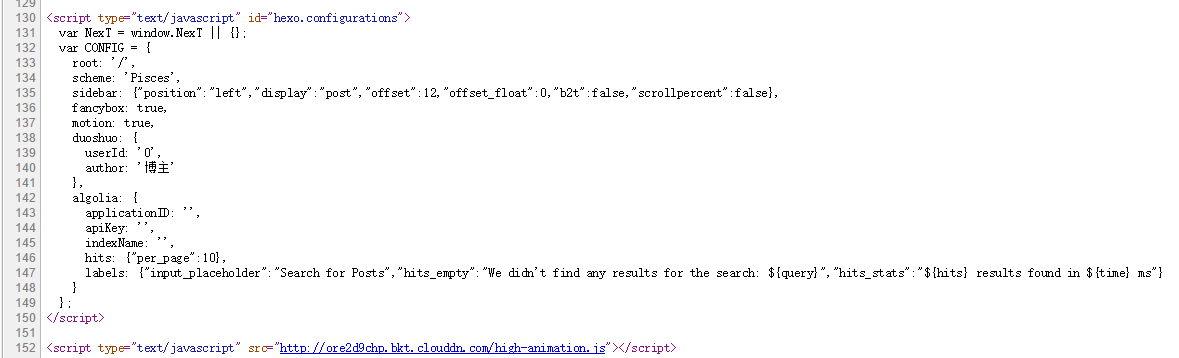 129
130 <script type="text/javascript" id="hexo.configurations">
131   var NexT = window.NexT || {};
132   var CONFIG = {
133     root: '/',
134     scheme: 'Pisces',
135     sidebar: {"position":"left","display":"post","offset":12,"offset_float":0,"b2t":false,"scrollpercent":false},
136     fancybox: true,
137     motion: true,
138     duoshuo: {
139       userId: '0',
140       author: '博主'
141     },
142     algolia: {
143       applicationID: '',
144       apiKey: '',
145       indexName: '',
146       hits: {"per_page":10},
147       labels: {"input_placeholder":"Search for Posts","hits_empty":"We didn't find any results for the search: ${query}","hits_stats":"${hits} results found in ${time} ms"}
148     }
149   };
150 </script>
151
152 <script type="text/javascript" src="http://ore2d9chp.bkt.clouddn.com/high-animation.js"></script>